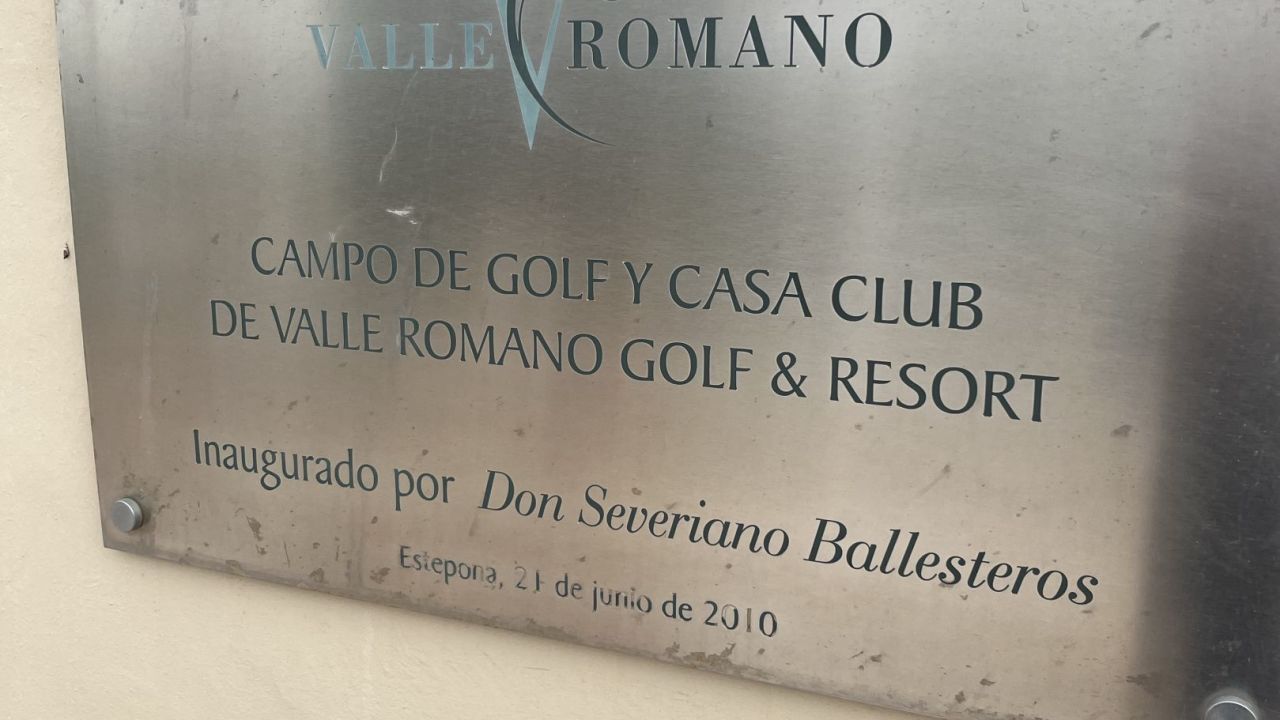 VALLE ROMANO
CAMPO DE GOLF Y CASA CLUB
DE VALLE ROMANO GOLF & RESORT
Inaugurado por Don Severiano Ballesteros
Estepona, 21 de junio de 2010